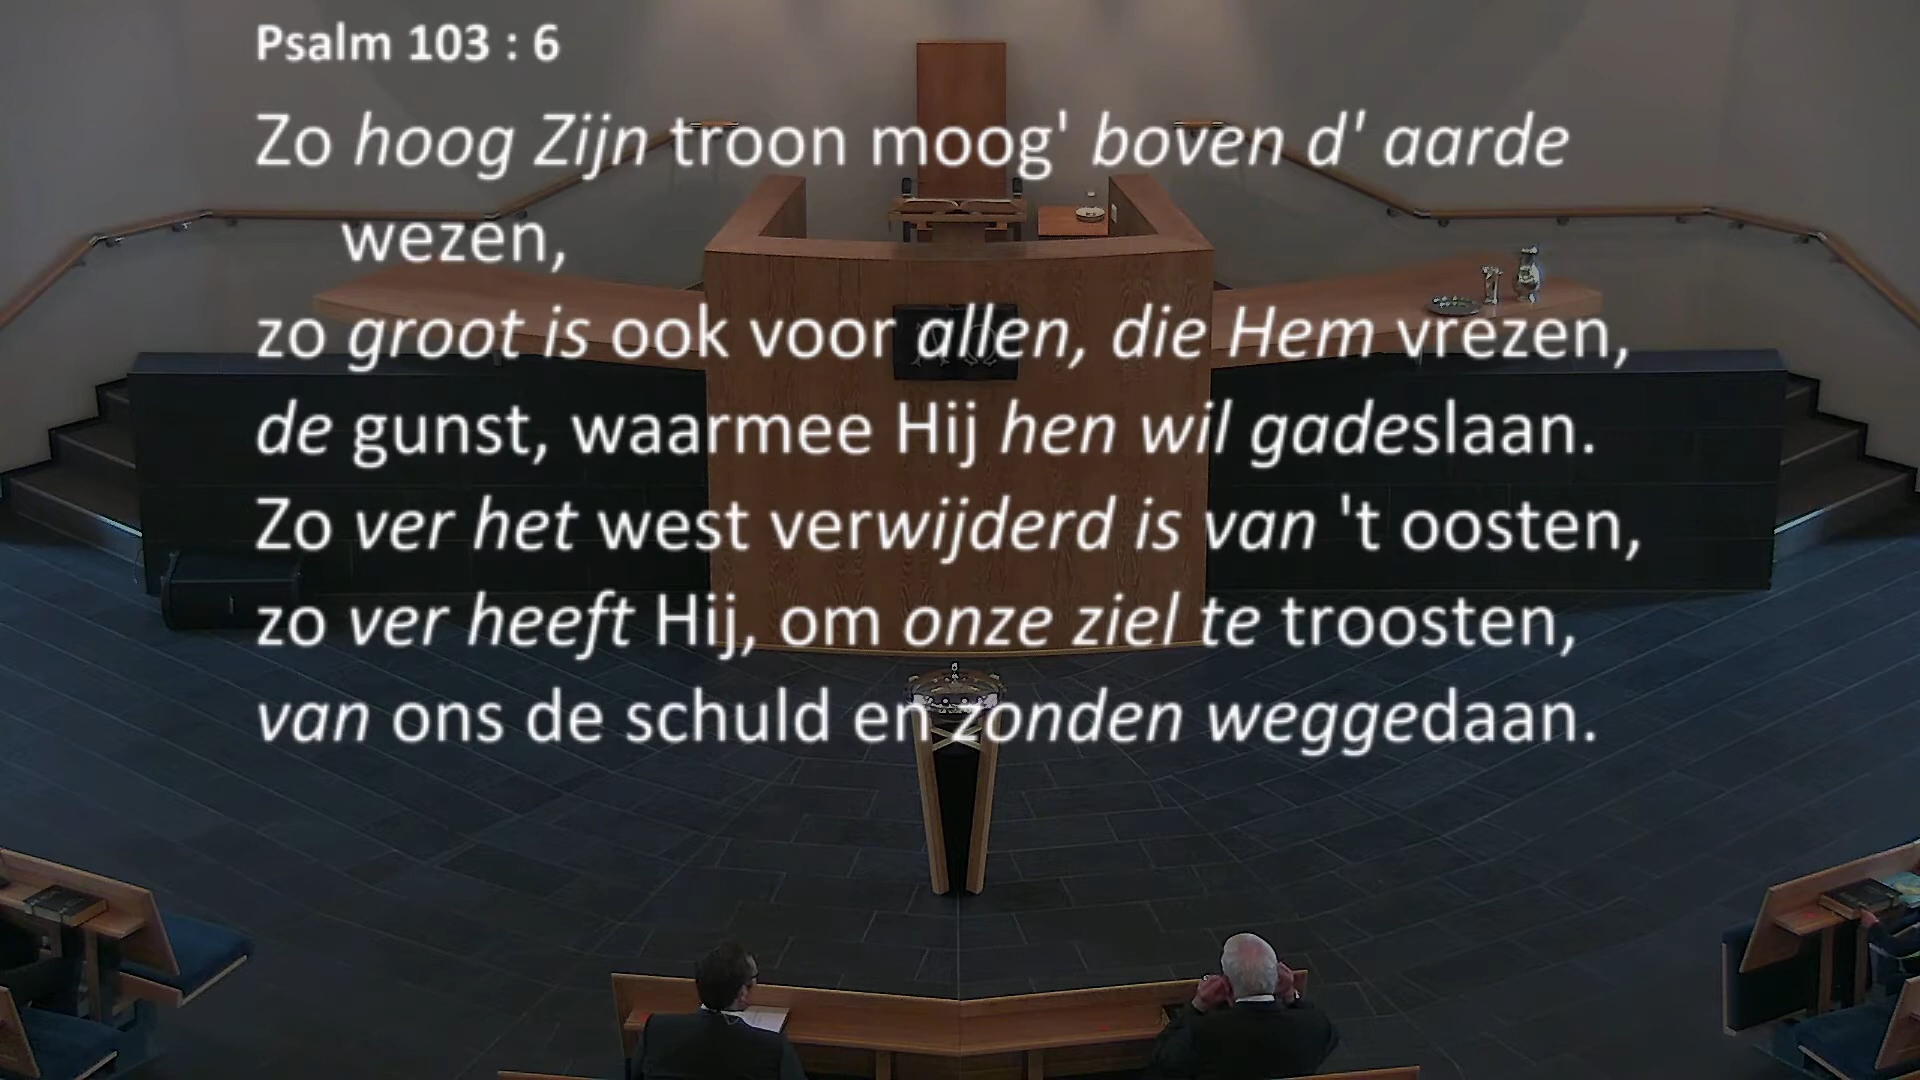 Psalm 103 : 6
Zo hoog Zijn troon moog' boven d' aarde
wezen,
zo groot is ook voor allen, die Hem vrezen,
de gunst, waarmee Hij hen wil gadeslaan.
Zo ver het west verwijderd is van 't oosten,
zo ver heeft Hij, om onze ziel te troosten,
van ons de schuld en zonden weggedaan.